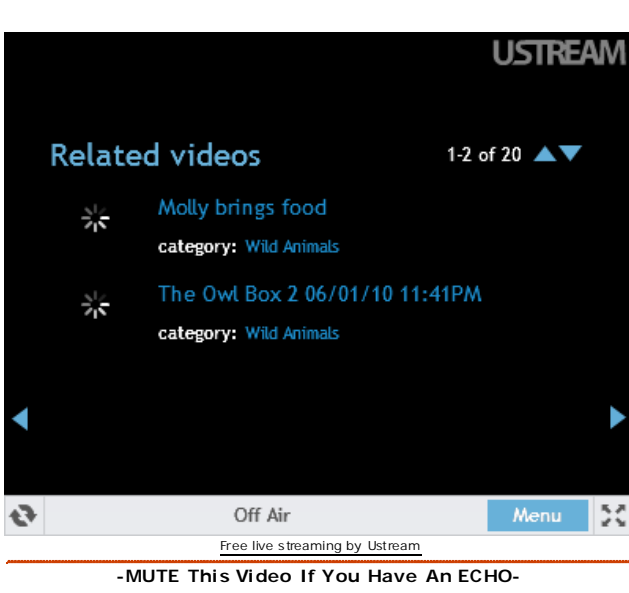 USTREAM
Related videos 1-2 of 20
Molly brings food
category: Wild Animals
The Owl Box 2 06/01/10 11:41PM
category: Wild Animals
Off Air Menu
Free live streaming by Ustream
-MUTE This Video If You Have An ECHO-